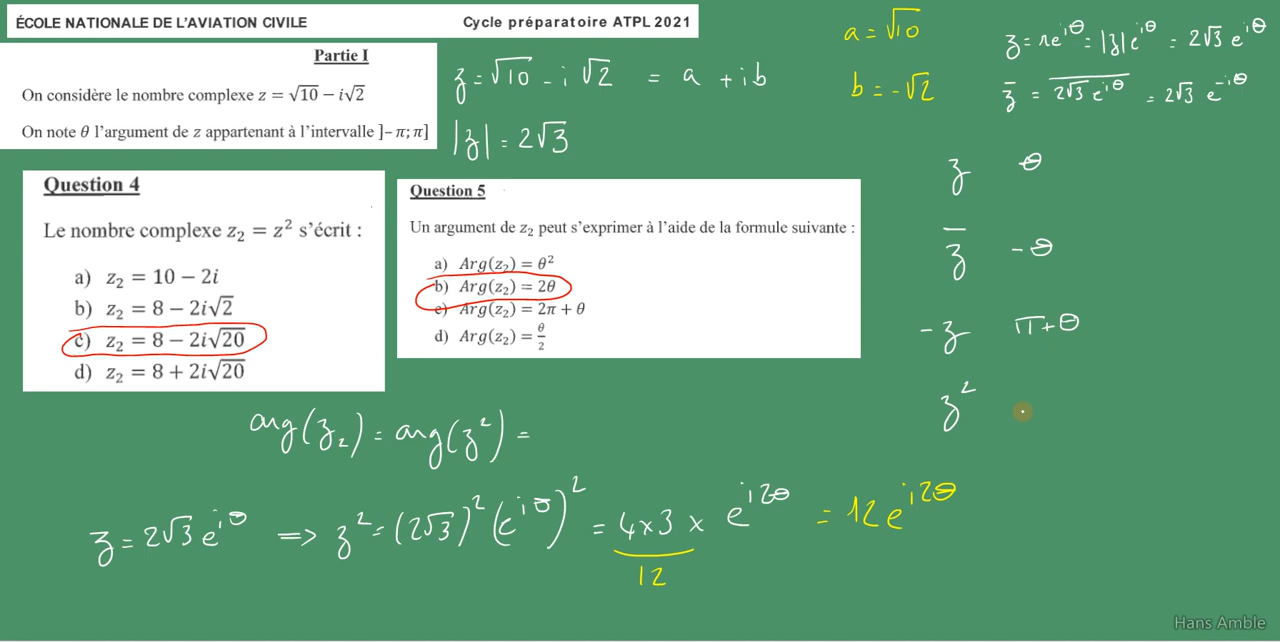 ÉCOLE NATIONALE DE L'AVIATION CIVILE Cycle préparatoire ATPL 2021
Partie I
On considère le nombre complexe z = √10 − i√2
On note θ l'argument de z appartenant à l'intervalle ]− π; π]
z = √10 − i √2 = a + ib
|z| = 2√3
a = √10
b = −√2
z = re^iθ = |z|e^iθ = 2√3 e^iθ
z̄ = \overline{2√3 e^iθ} = 2√3 e^−iθ
Question 4
Le nombre complexe z₂ = z² s'écrit :
a) z₂ = 10 − 2i
b) z₂ = 8 − 2i√2
c) z₂ = 8 − 2i√20
d) z₂ = 8 + 2i√20
Question 5
Un argument de z₂ peut s'exprimer à l'aide de la formule suivante :
a) Arg(z₂) = θ²
b) Arg(z₂) = 2θ
c) Arg(z₂) = 2π + θ
d) Arg(z₂) = θ/2
z θ
z̄ −θ
−z π+θ
z²
arg(z₂) = arg(z²) =
z = 2√3 e^iθ ⟹ z² = (2√3)² (e^iθ)² = 4×3 × e^i2θ = 12 e^i2θ
12
Hans Amble